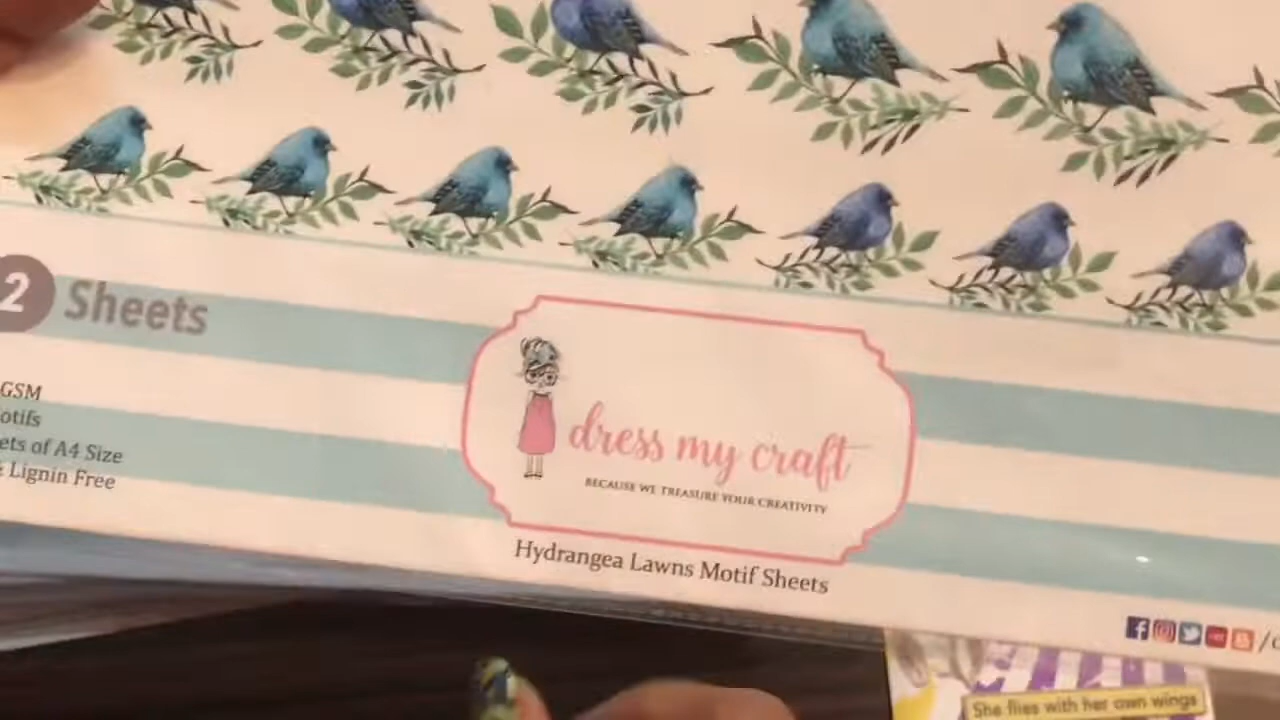 2 Sheets
GSM
otifs
ets of A4 Size
Lignin Free
dress my craft
BECAUSE WE TREASURE YOUR CREATIVITY
Hydrangea Lawns Motif Sheets
She flies with her own wings